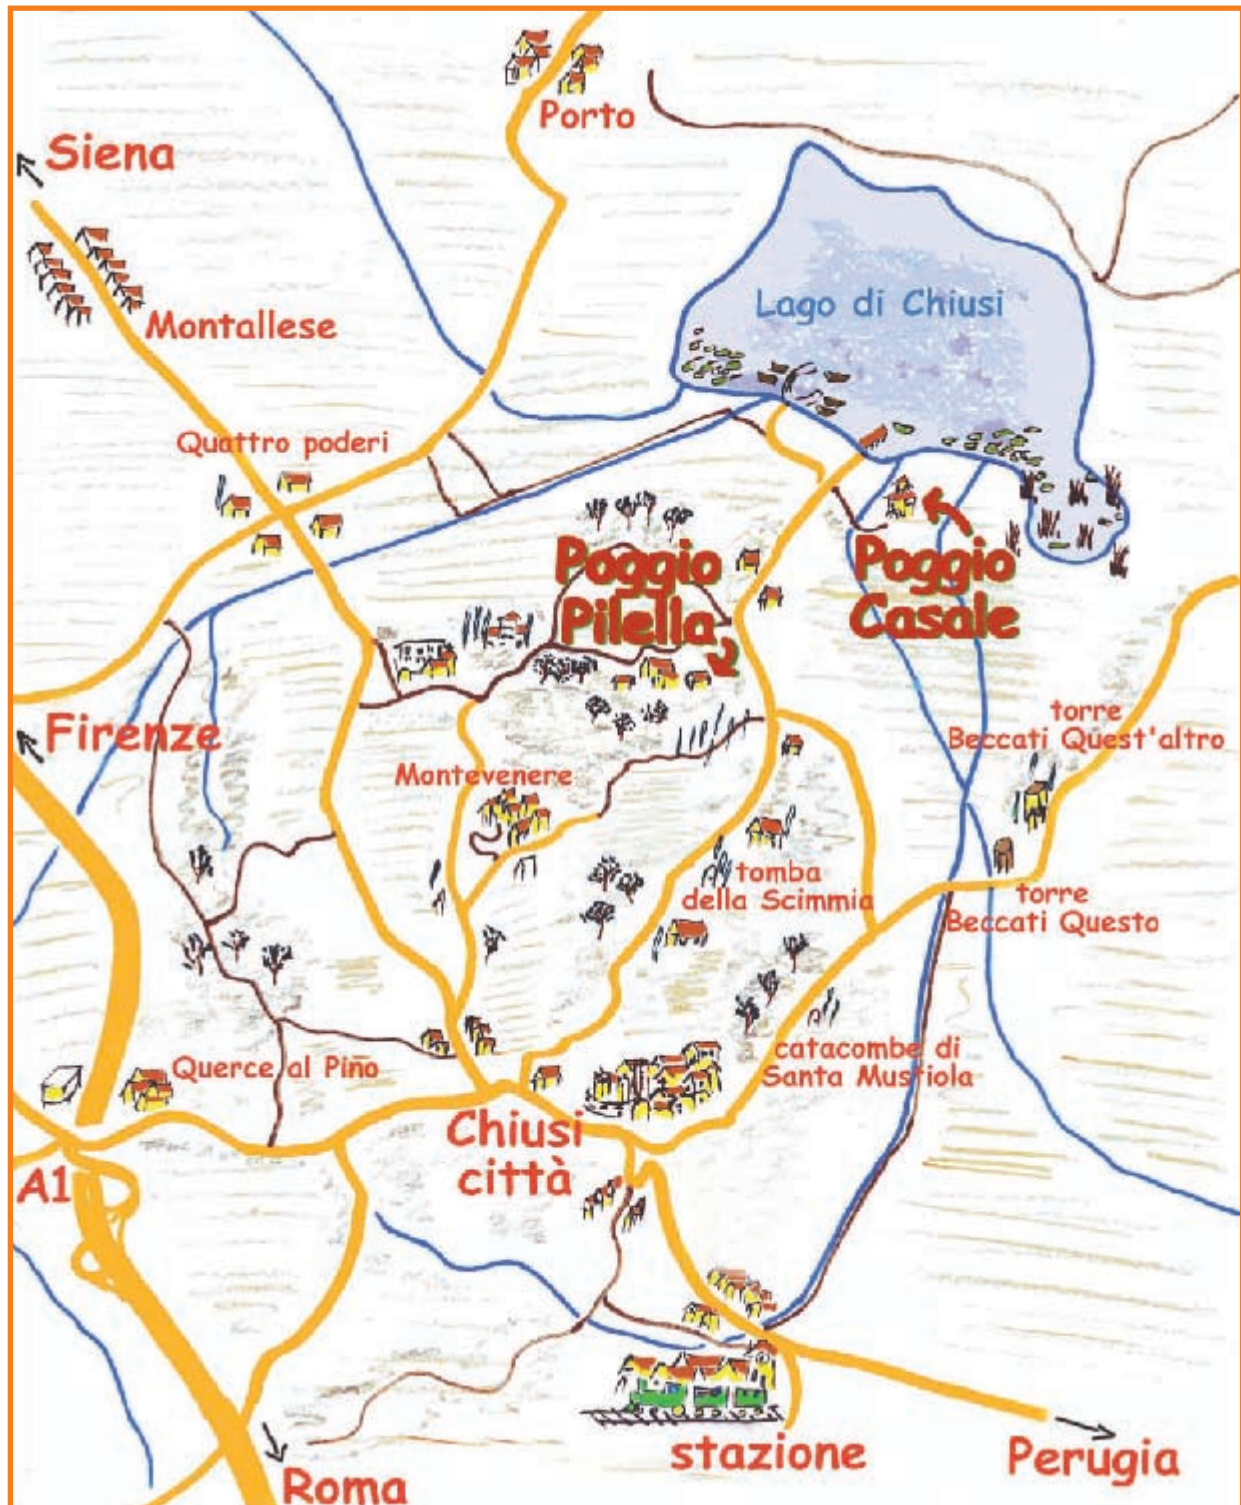 Porto
Siena
Lago di Chiusi
Montallese
Quattro poderi
Poggio
Pilella
Poggio
Casale
torre
Beccati Quest'altro
Firenze
Montevenere
tomba
della Scimmia
torre
Beccati Questo
Querce al Pino
catacombe di
Santa Mustiola
Chiusi
città
A1
stazione
Perugia
Roma